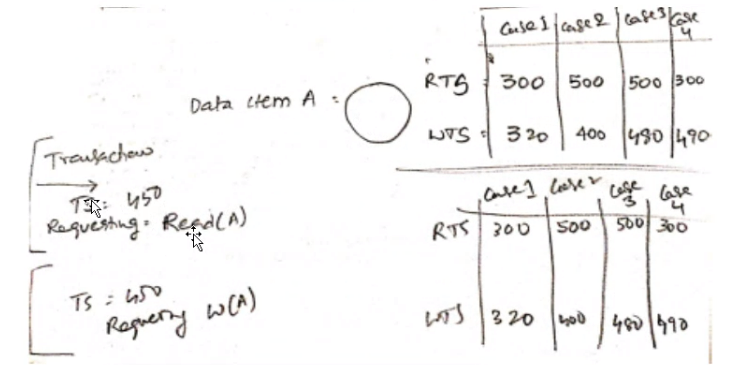 Case 1 Case 2 Case 3 Case 4
RTS : 300 500 500 300
Data item A :
WTS : 320 400 480 490
Transaction
TS : 450
Requesting = Read(A)
Case 1 Case 2 Case 3 Case 4
RTS 300 500 500 300
TS : 450
Requesting W(A)
WTS 320 400 480 490